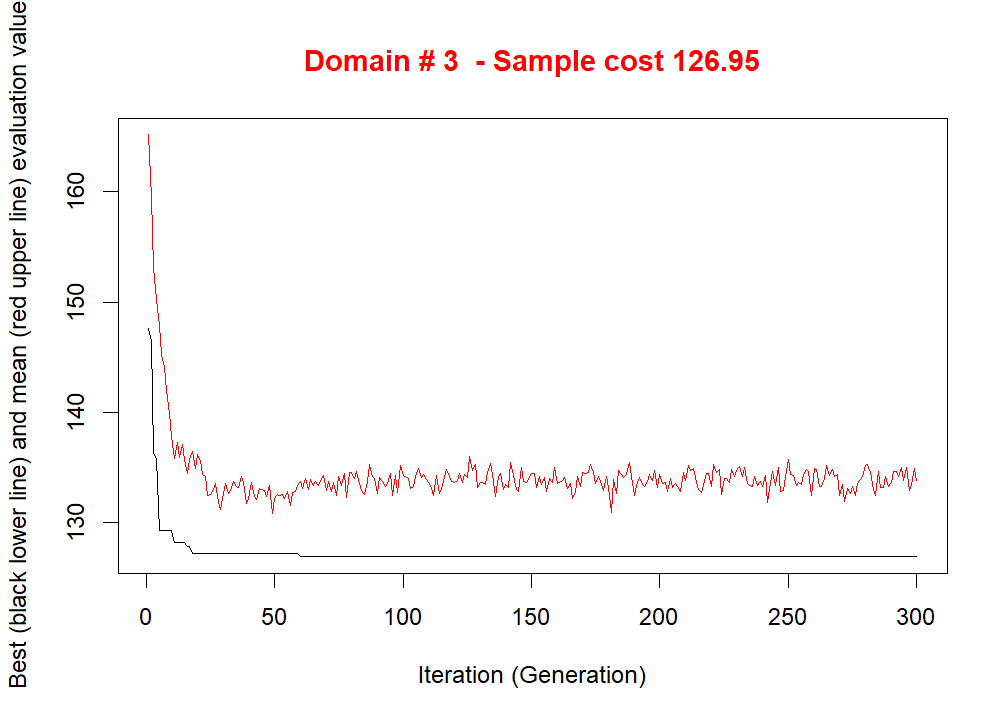 Domain # 3  - Sample cost 126.95
Best (black lower line) and mean (red upper line) evaluation value
160
150
140
130
0 50 100 150 200 250 300
Iteration (Generation)